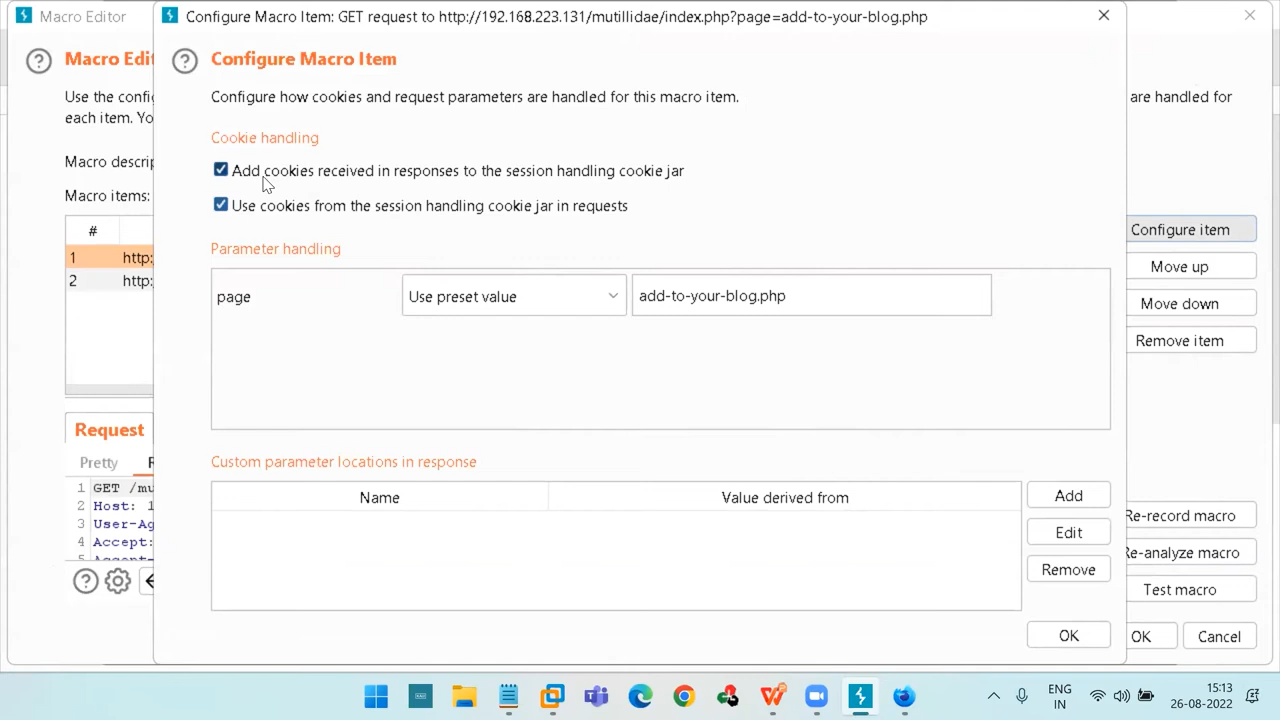 Macro Editor
Configure Macro Item: GET request to http://192.168.223.131/mutillidae/index.php?page=add-to-your-blog.php
Macro Edit
Configure Macro Item
Use the config
Configure how cookies and request parameters are handled for this macro item.
are handled for
each item. Yo
Cookie handling
Macro descrip
Add cookies received in responses to the session handling cookie jar
Macro items:
Use cookies from the session handling cookie jar in requests
#
Configure item
Parameter handling
1 http:
Move up
2 http:
page
Use preset value
add-to-your-blog.php
Move down
Remove item
Request
Custom parameter locations in response
Pretty R
Name
Value derived from
Add
1 GET /mu
2 Host: 1
3 User-Ag
4 Accept:
Edit
Re-record macro
Re-analyze macro
Remove
Test macro
OK
OK
Cancel
ENG
IN
15:13
26-08-2022